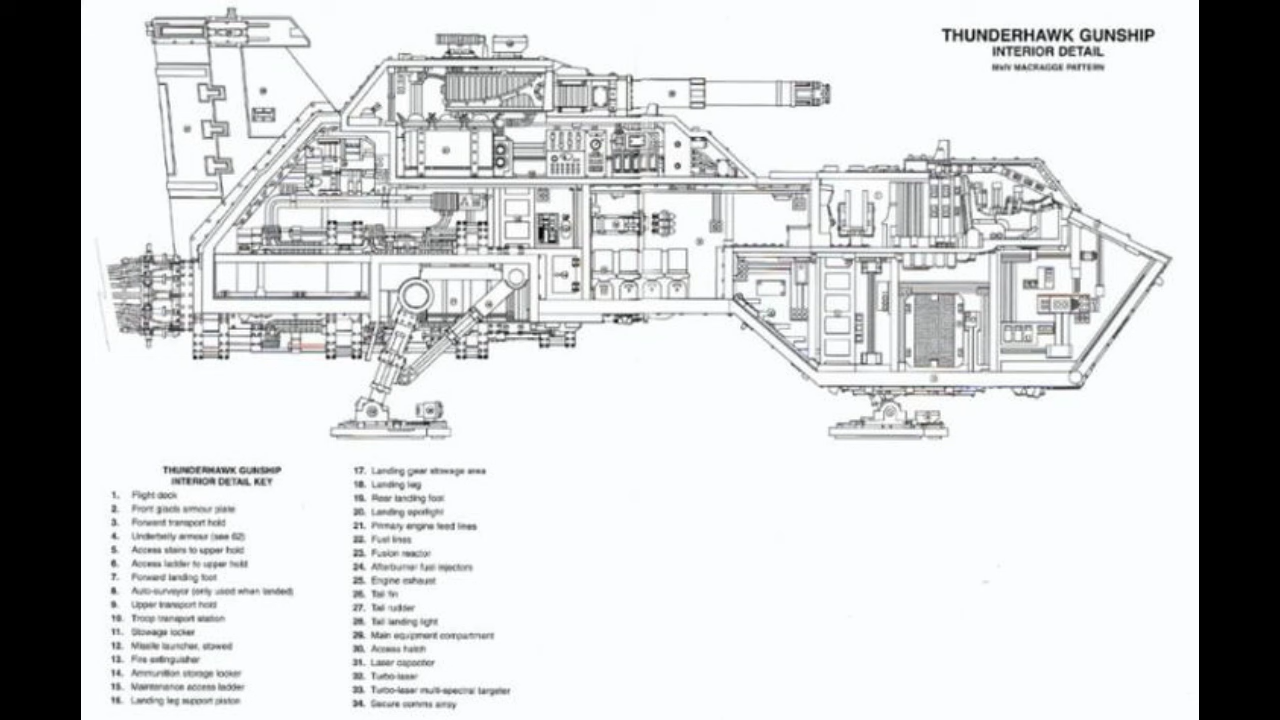 THUNDERHAWK GUNSHIP
INTERIOR DETAIL
MkIV MACRAGGE PATTERN
THUNDERHAWK GUNSHIP
INTERIOR DETAIL KEY
1. Flight deck
2. Front glacis armour plate
3. Forward transport hold
4. Underbelly armour (see 62)
5. Access stairs to upper hold
6. Access ladder to upper hold
7. Forward landing foot
8. Auto-surveyor (only used when landed)
9. Upper transport hold
10. Troop transport station
11. Stowage locker
12. Missile launcher, stowed
13. Fire extinguisher
14. Ammunition storage locker
15. Maintenance access ladder
16. Landing leg support piston
17. Landing gear stowage area
18. Landing leg
19. Rear landing foot
20. Landing spotlight
21. Primary engine feed lines
22. Fuel lines
23. Fusion reactor
24. Afterburner fuel injectors
25. Engine exhaust
26. Tail fin
27. Tail rudder
28. Tail landing light
29. Main equipment compartment
30. Access hatch
31. Laser capacitor
32. Turbo-laser
33. Turbo-laser multi-spectral targeter
34. Secure comms array